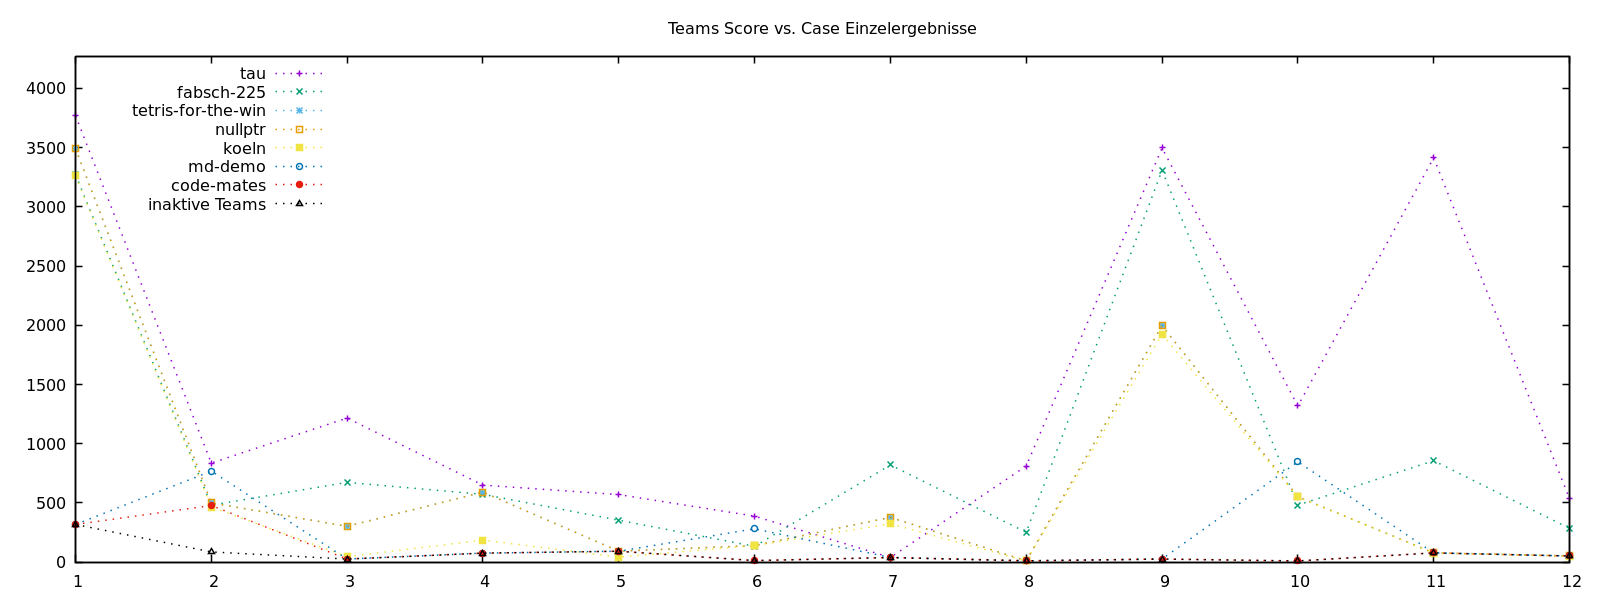 Teams Score vs. Case Einzelergebnisse
tau
fabsch-225
tetris-for-the-win
nullptr
koeln
md-demo
code-mates
inaktive Teams
4000
3500
3000
2500
2000
1500
1000
500
0
1 2 3 4 5 6 7 8 9 10 11 12